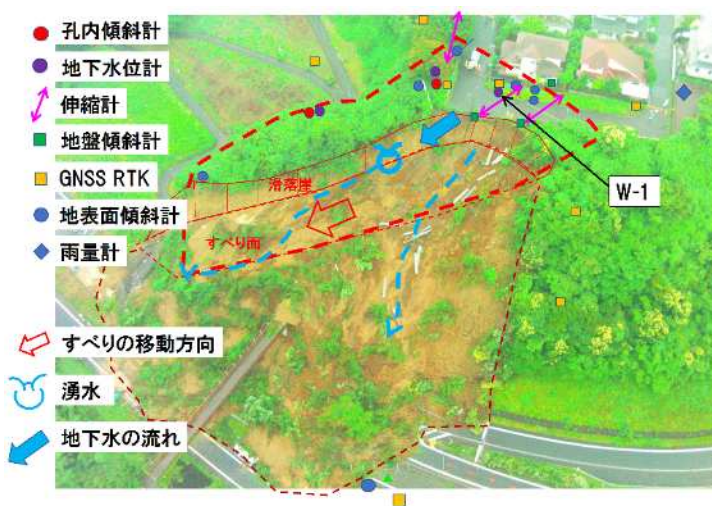 孔内傾斜計
地下水位計
伸縮計
地盤傾斜計
GNSS RTK
地表面傾斜計
雨量計
すべりの移動方向
湧水
地下水の流れ
滑落崖
すべり面
W-1